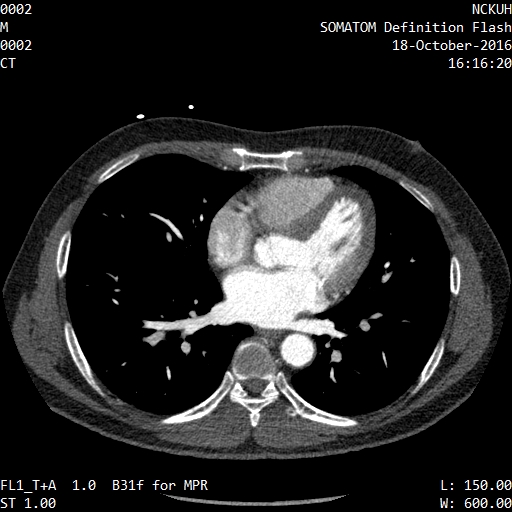 0002
NCKUH
M
SOMATOM Definition Flash
0002
18-October-2016
CT
16:16:20
FL1_T+A 1.0 B31f for MPR
L: 150.00
ST 1.00
W: 600.00